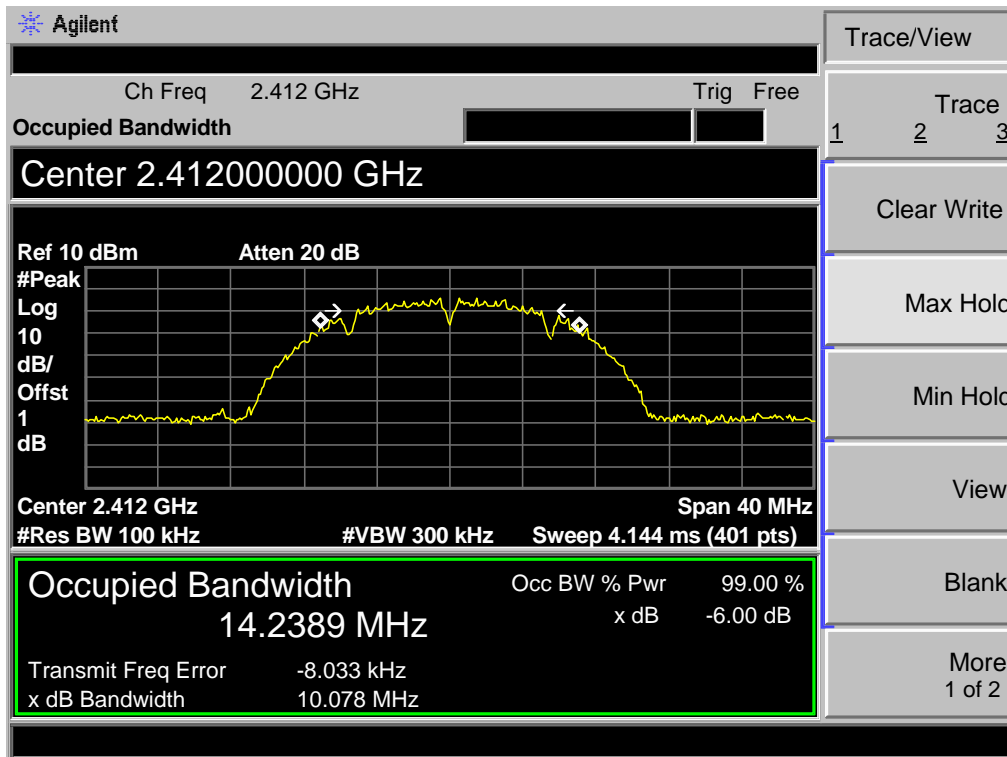 Agilent
Ch Freq 2.412 GHz Trig Free
Occupied Bandwidth
Center 2.412000000 GHz
Ref 10 dBm Atten 20 dB
#Peak
Log
10
dB/
Offst
1
dB
Center 2.412 GHz Span 40 MHz
#Res BW 100 kHz #VBW 300 kHz Sweep 4.144 ms (401 pts)
Occupied Bandwidth Occ BW % Pwr 99.00 %
14.2389 MHz x dB -6.00 dB
Transmit Freq Error -8.033 kHz
x dB Bandwidth 10.078 MHz
Trace/View
Trace
1 2 3
Clear Write
Max Hold
Min Hold
View
Blank
More
1 of 2